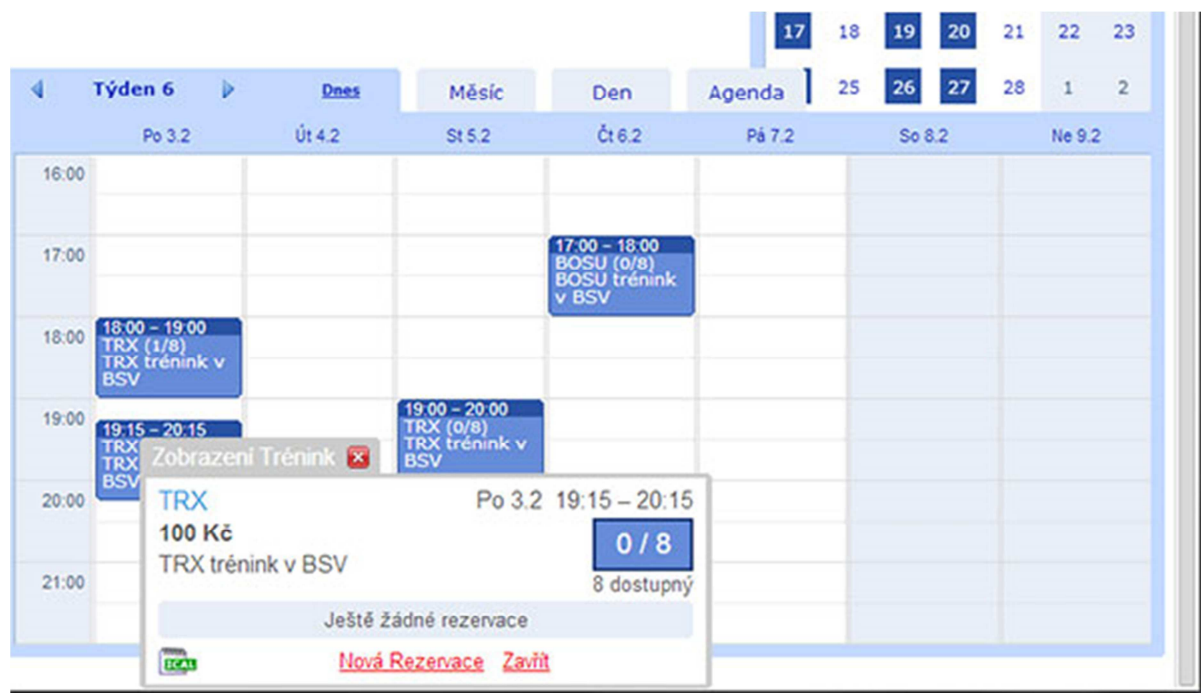 17 18 19 20 21 22 23
25 26 27 28 1 2
Týden 6 Dnes Měsíc Den Agenda
Po 3.2 Út 4.2 St 5.2 Čt 6.2 Pá 7.2 So 8.2 Ne 9.2
16:00
17:00
17:00 – 18:00
BOSU (0/8)
BOSU trénink
v BSV
18:00
18:00 – 19:00
TRX (1/8)
TRX trénink v
BSV
19:00
19:00 – 20:00
TRX (0/8)
TRX trénink v
BSV
19:15 – 20:15
TRX
TRX
BSV
20:00
21:00
Zobrazení Trénink
TRX Po 3.2 19:15 – 20:15
100 Kč
0 / 8
TRX trénink v BSV
8 dostupný
Ještě žádné rezervace
ICAL Nová Rezervace Zavřít